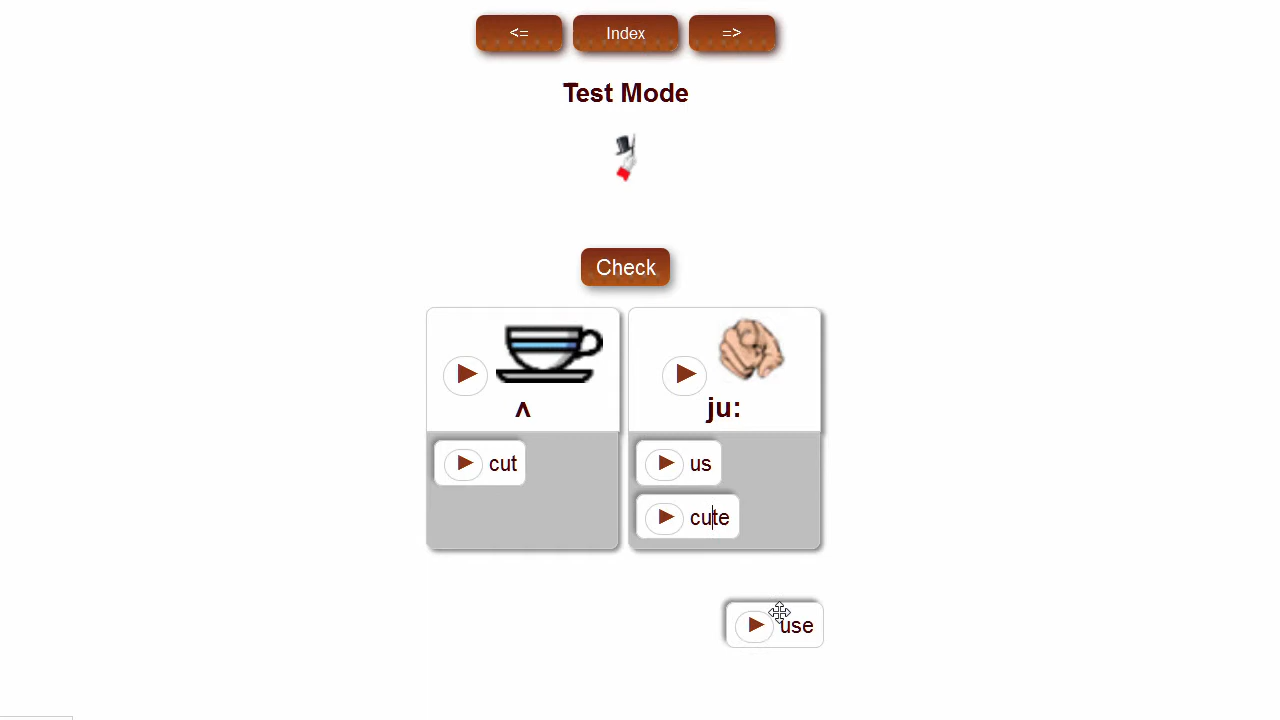 <= Index =>
Test Mode
Check
ʌ ju:
cut us
cute
use